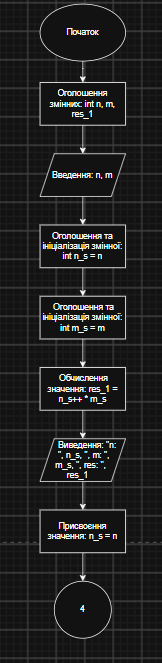 Початок
Оголошення
змінних: int n, m,
res_1
Введення: n, m
Оголошення та
ініціалізація змінної:
int n_s = n
Оголошення та
ініціалізація змінної:
int m_s = m
Обчислення
значення: res_1 =
n_s++ * m_s
Виведення: "n:
", n_s, ", m: ",
m_s, ", res: ",
res_1
Присвоєння
значення: n_s = n
4